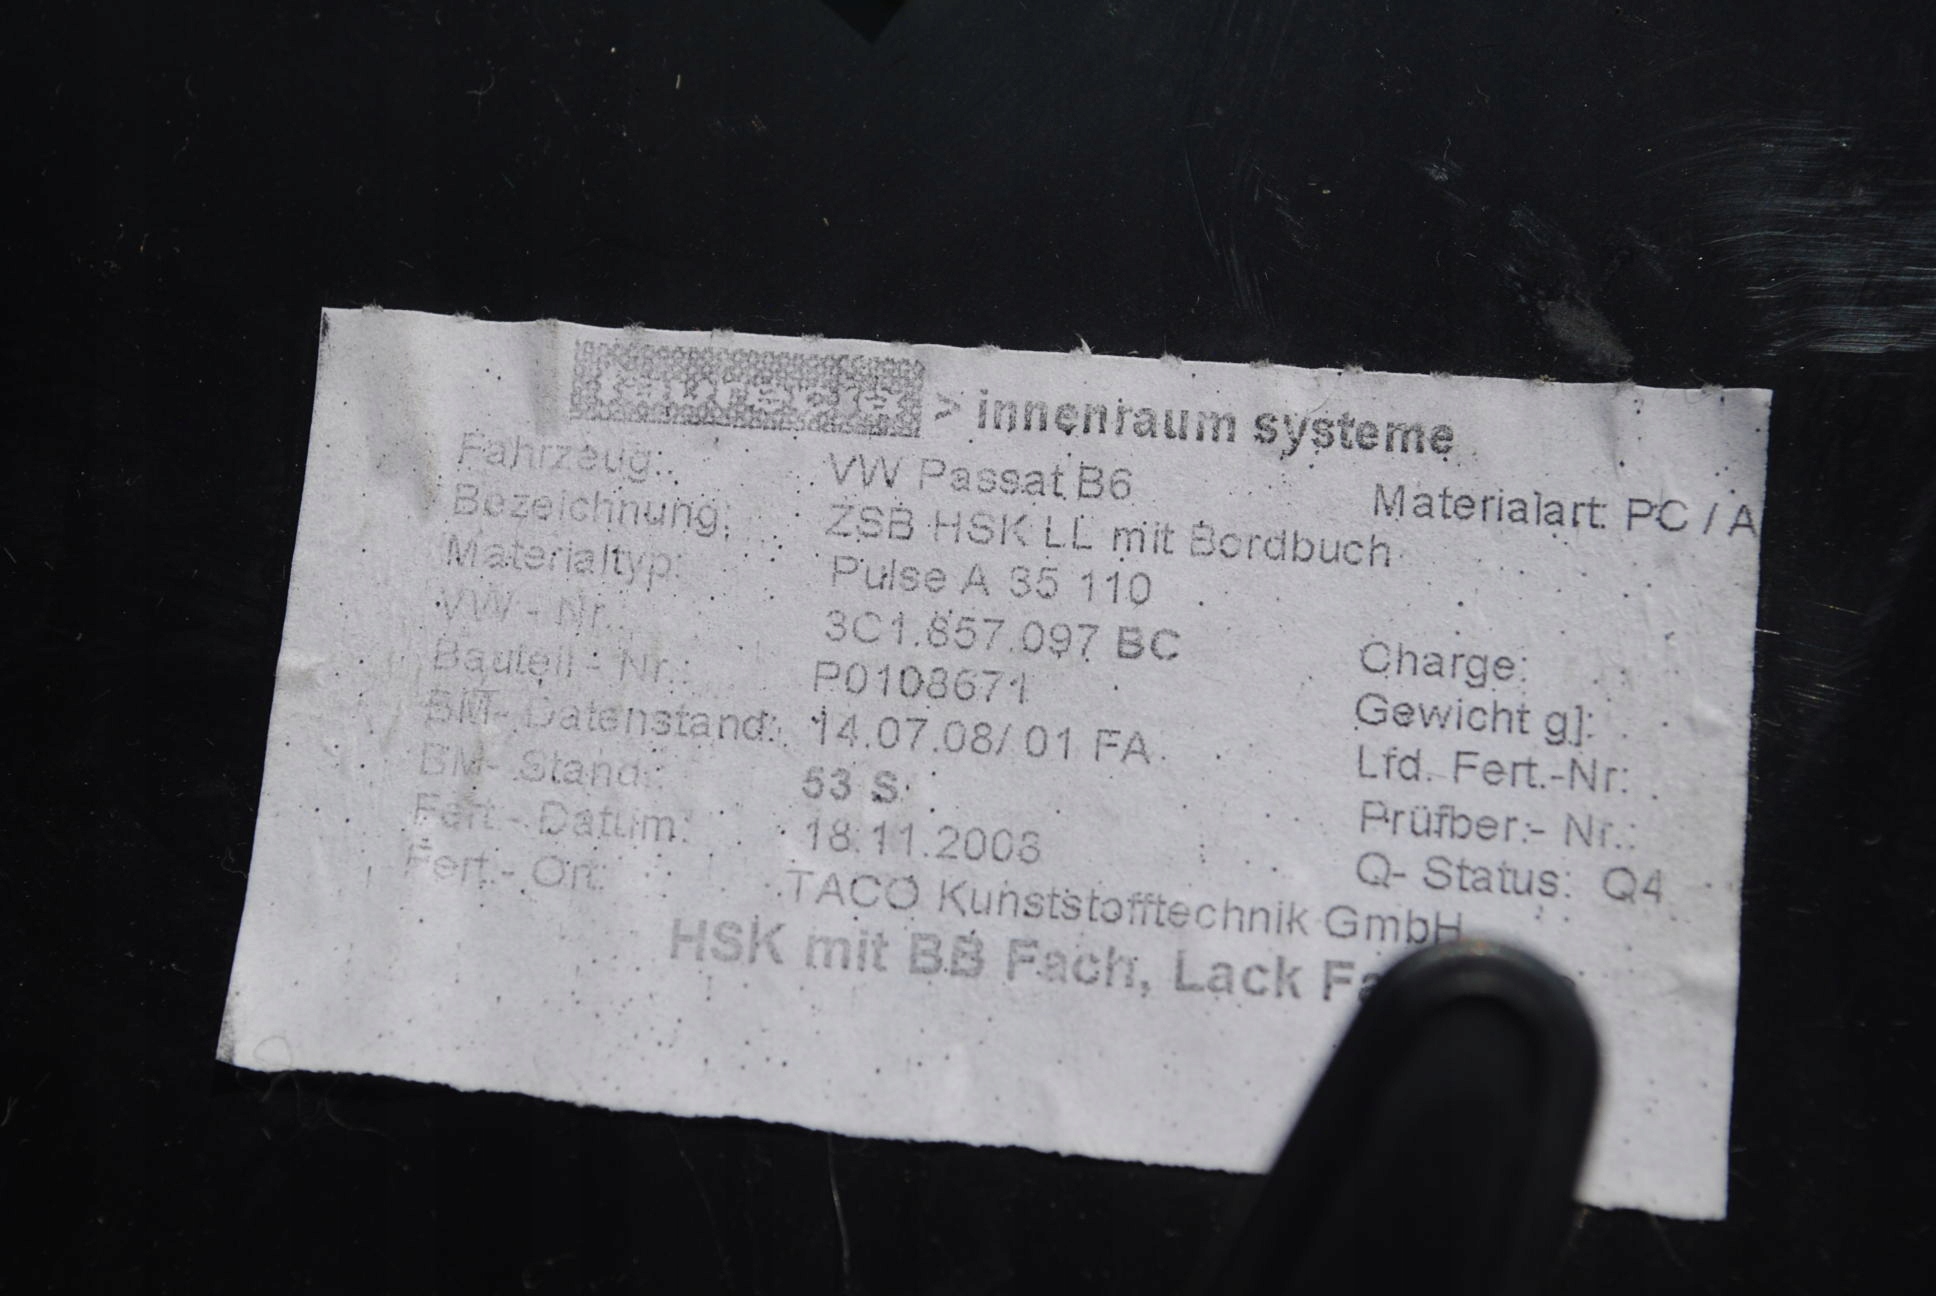 > innenraum systeme
Fahrzeug: VW Passat B6 Materialart: PC / A
Bezeichnung: ZSB HSK LL mit Bordbuch
Materialtyp: Pulse A 35 110
VW - Nr.: 3C1.857.097 BC Charge:
Bauteil - Nr.: P0108671 Gewicht g]:
BM- Datenstand: 14.07.08/ 01 FA Lfd. Fert.-Nr:
BM- Stand: 53 S Prüfber.- Nr.:
Fert.- Datum: 18.11.2008 Q- Status: Q4
Fert.- Ort: TACO Kunststofftechnik GmbH
HSK mit BB Fach, Lack